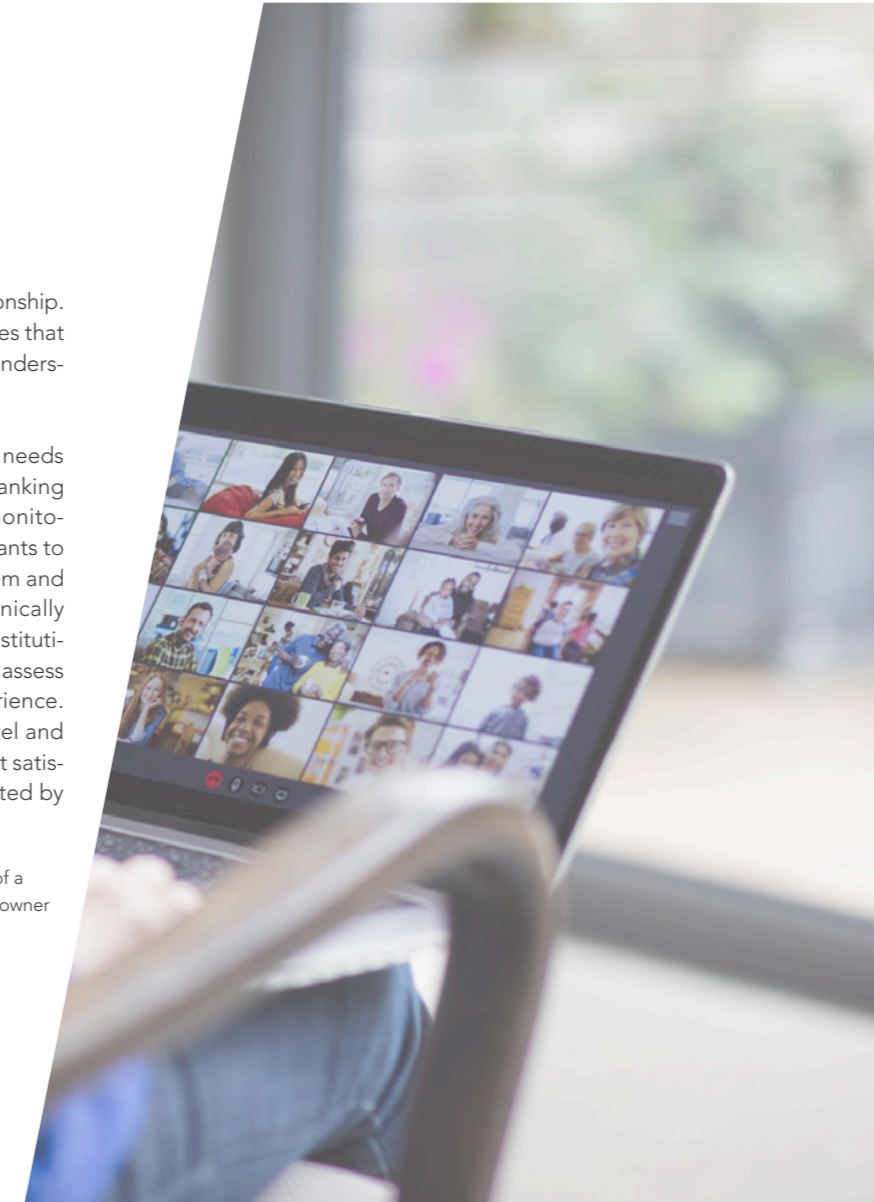 onship.
es that
nders-
needs
anking
onito-
ants to
m and
nically
stituti-
assess
rience.
el and
t satis-
ted by
of a
owner